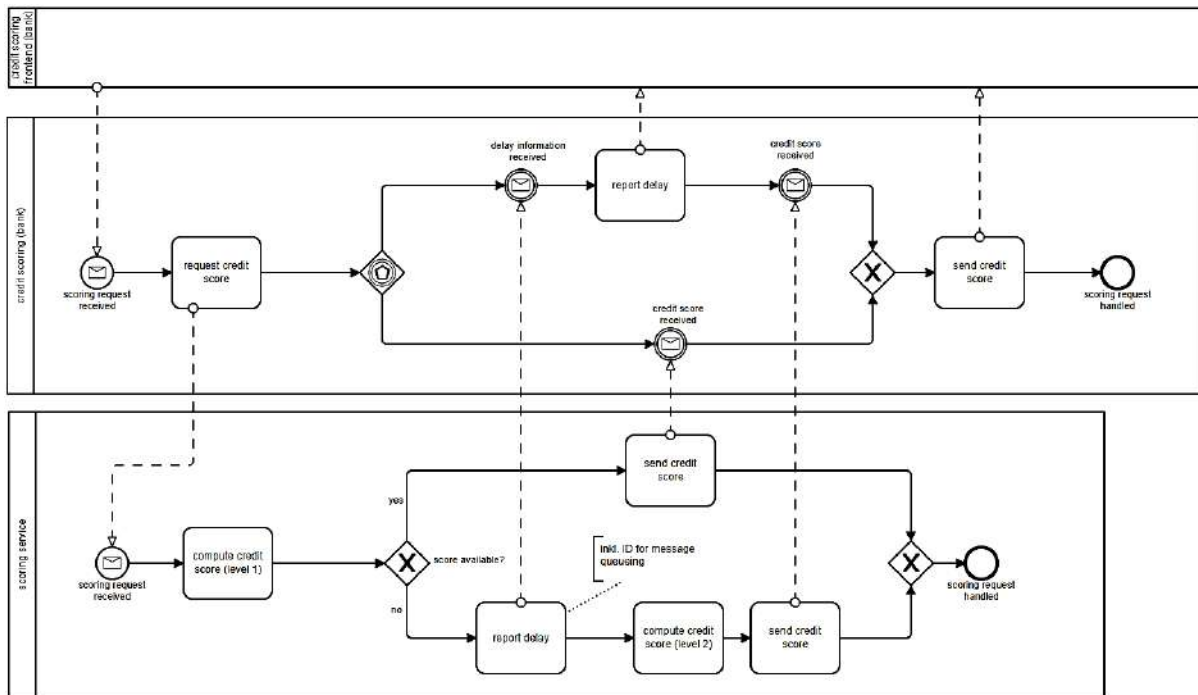 credit scoring
frontend (bank)
credit scoring (bank)
delay information
received
report delay
credit score
received
request credit
score
scoring request
received
credit score
received
send credit
score
scoring request
handled
scoring service
send credit
score
yes
compute credit
score (level 1)
score available?
inkl. ID for message
queusing
scoring request
received
scoring request
handled
no
report delay
compute credit
score (level 2)
send credit
score